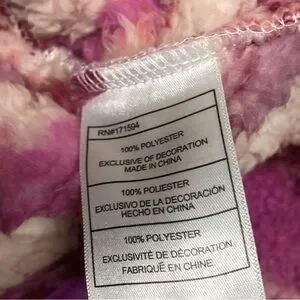 RN#171594
100% POLYESTER
EXCLUSIVE OF DECORATION
MADE IN CHINA
100% POLIESTER
EXCLUSIVO DE LA DECORACIÓN
HECHO EN CHINA
100% POLYESTER
EXCLUSIVITÉ DE DÉCORATION
FABRIQUÉ EN CHINE